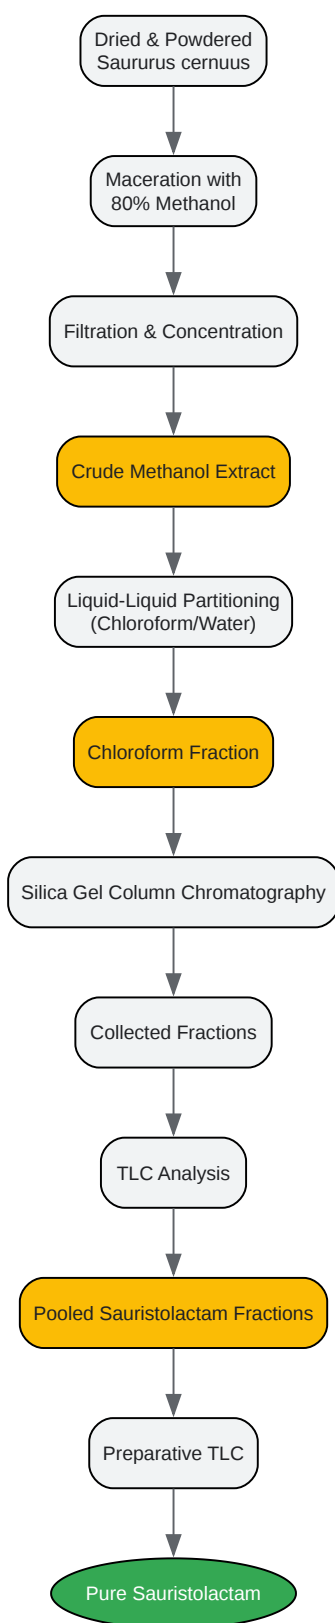 Dried & Powdered
Saururus cernuus
Maceration with
80% Methanol
Filtration & Concentration
Crude Methanol Extract
Liquid-Liquid Partitioning
(Chloroform/Water)
Chloroform Fraction
Silica Gel Column Chromatography
Collected Fractions
TLC Analysis
Pooled Sauristolactam Fractions
Preparative TLC
Pure Sauristolactam